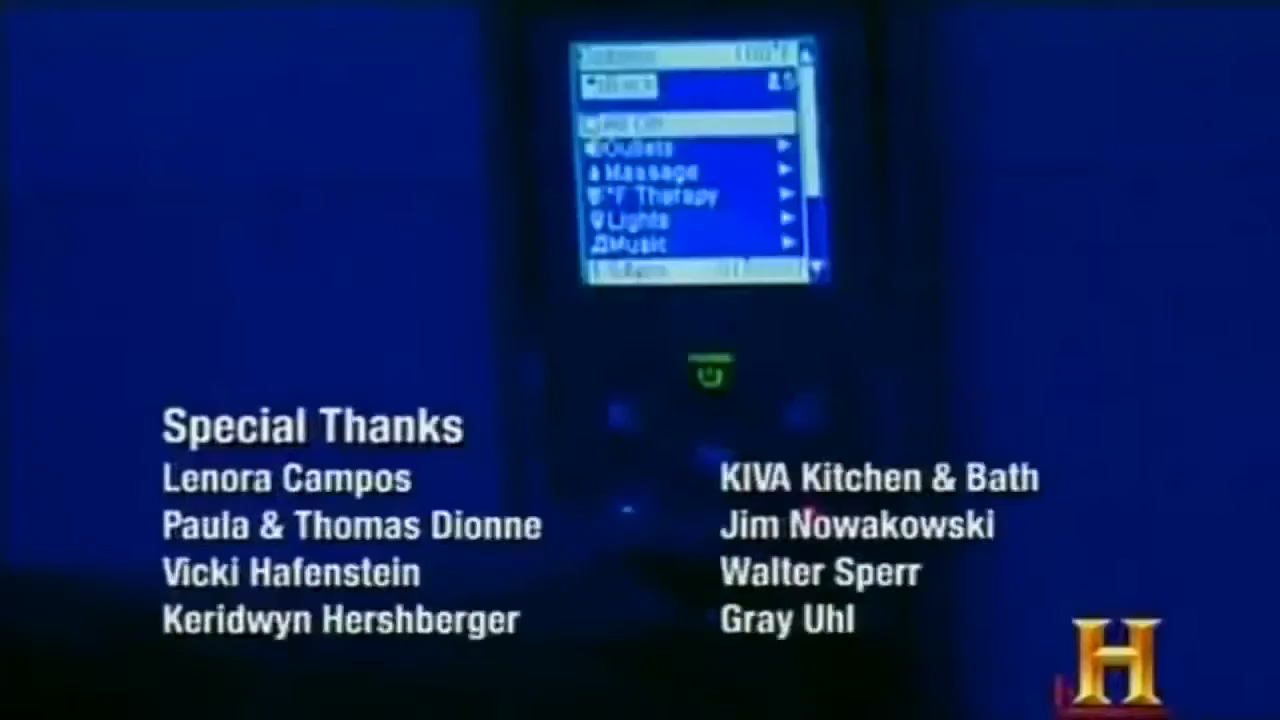 Outlets
Massage
°F Therapy
Lights
Music
Special Thanks
Lenora Campos
Paula & Thomas Dionne
Vicki Hafenstein
Keridwyn Hershberger
KIVA Kitchen & Bath
Jim Nowakowski
Walter Sperr
Gray Uhl
H